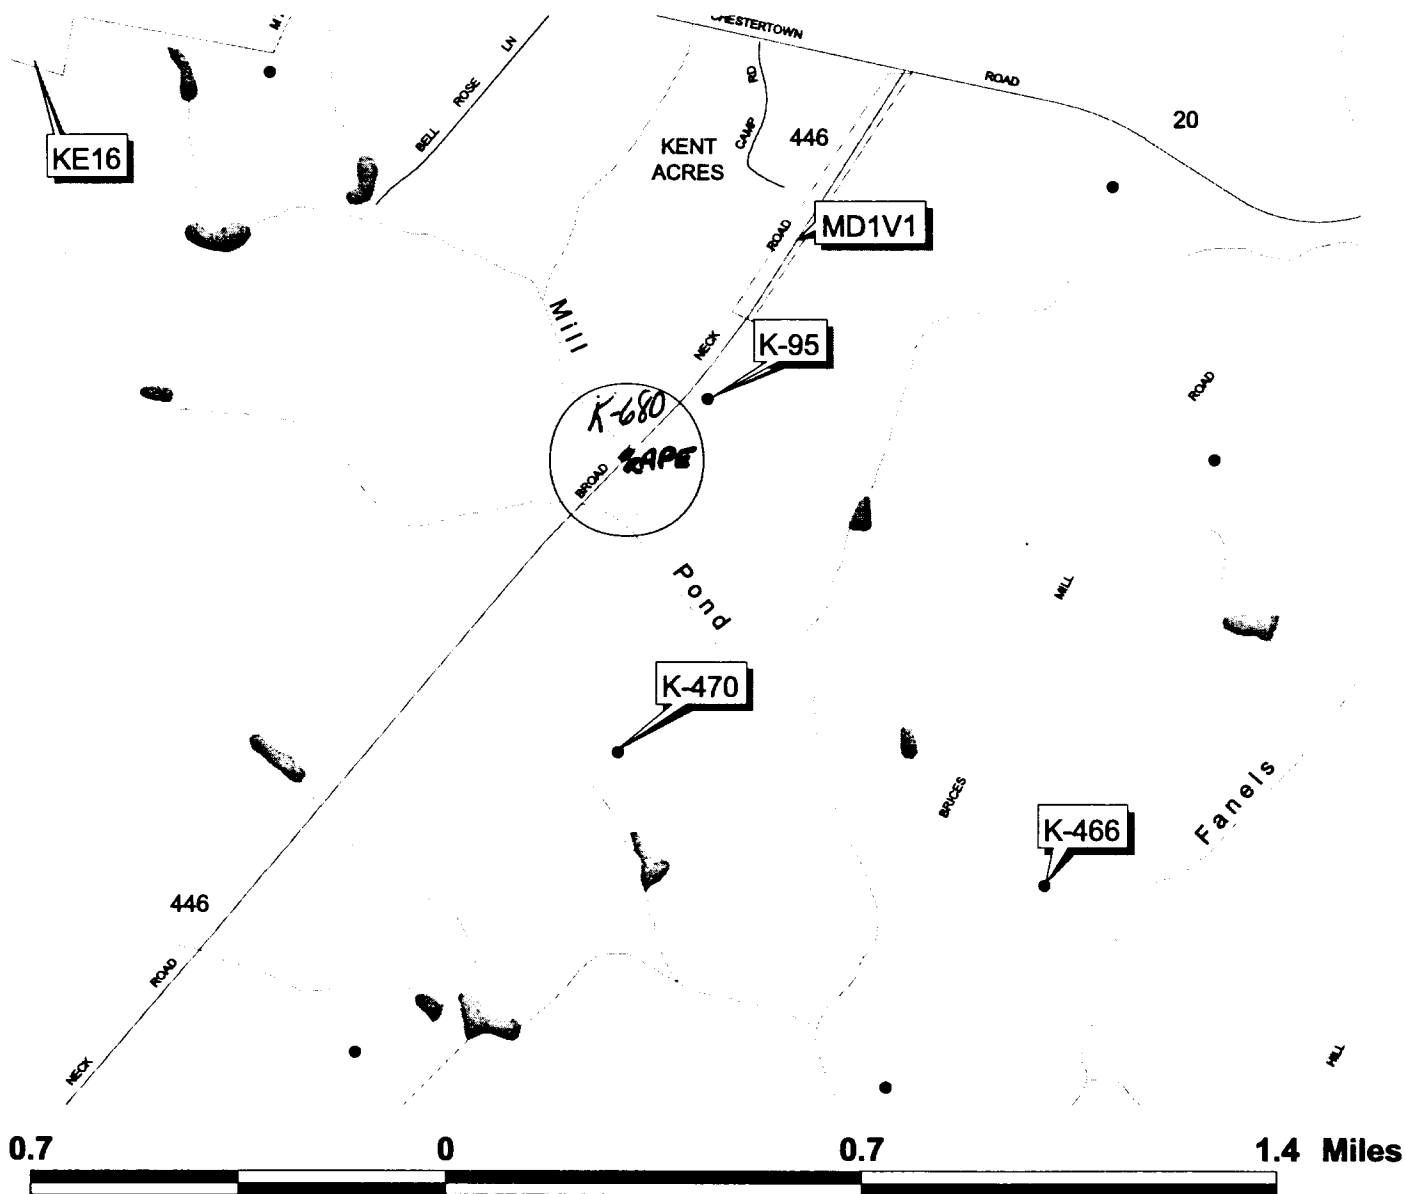 CHESTERTOWN
ROAD
BELL ROSE LN
CAMP RD
KE16
KENT
ACRES
446
20
ROAD
MD1V1
Mill
NECK
K-95
K-680
BROAD
ROAD
MILL
Pond
K-470
BRICES
K-466
Fanels
446
ROAD
NECK
HILL
0.7 0 0.7 1.4 Miles